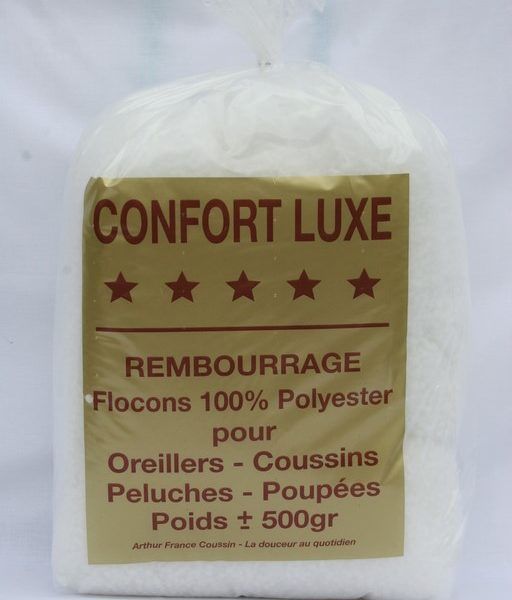 CONFORT LUXE
REMBOURRAGE
Flocons 100% Polyester
pour
Oreillers - Coussins
Peluches - Poupées
Poids ± 500gr
Arthur France Coussin - La douceur au quotidien